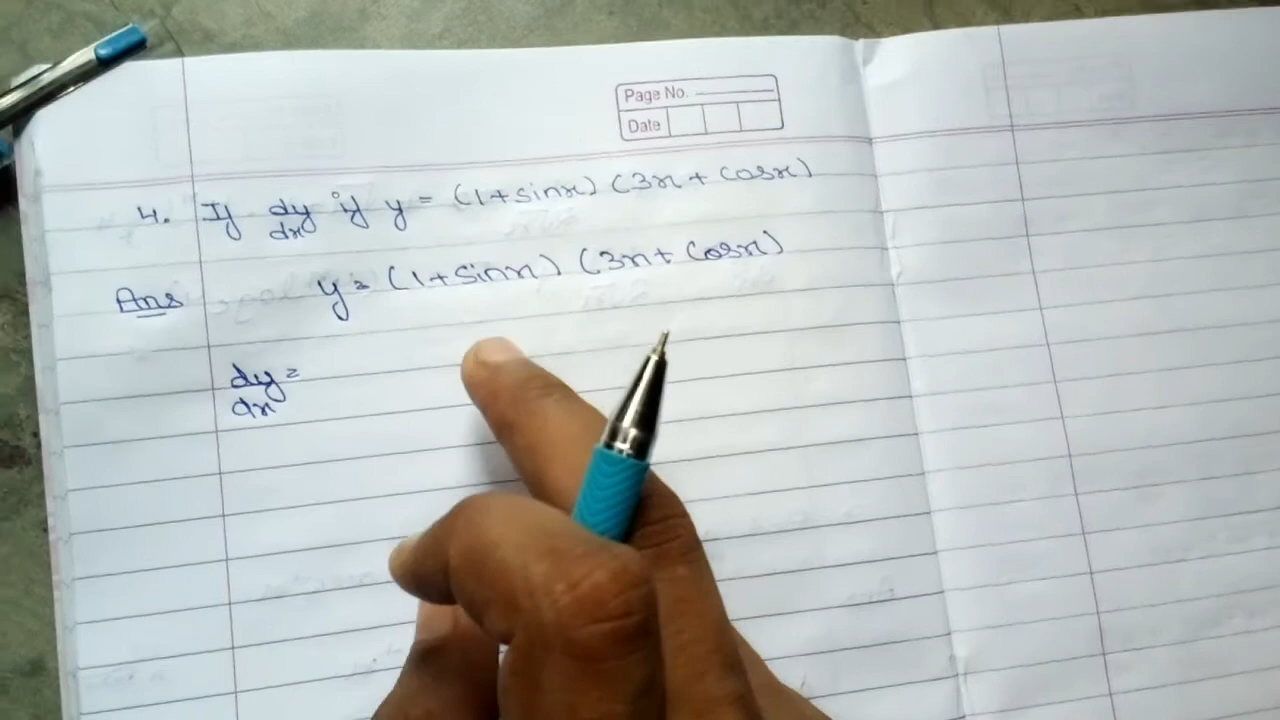 Page No.
Date
4. If dy/dx if y = (1+sinx) (3x + cosx)
Ans y = (1+sinx) (3x + cosx)
dy/dx =